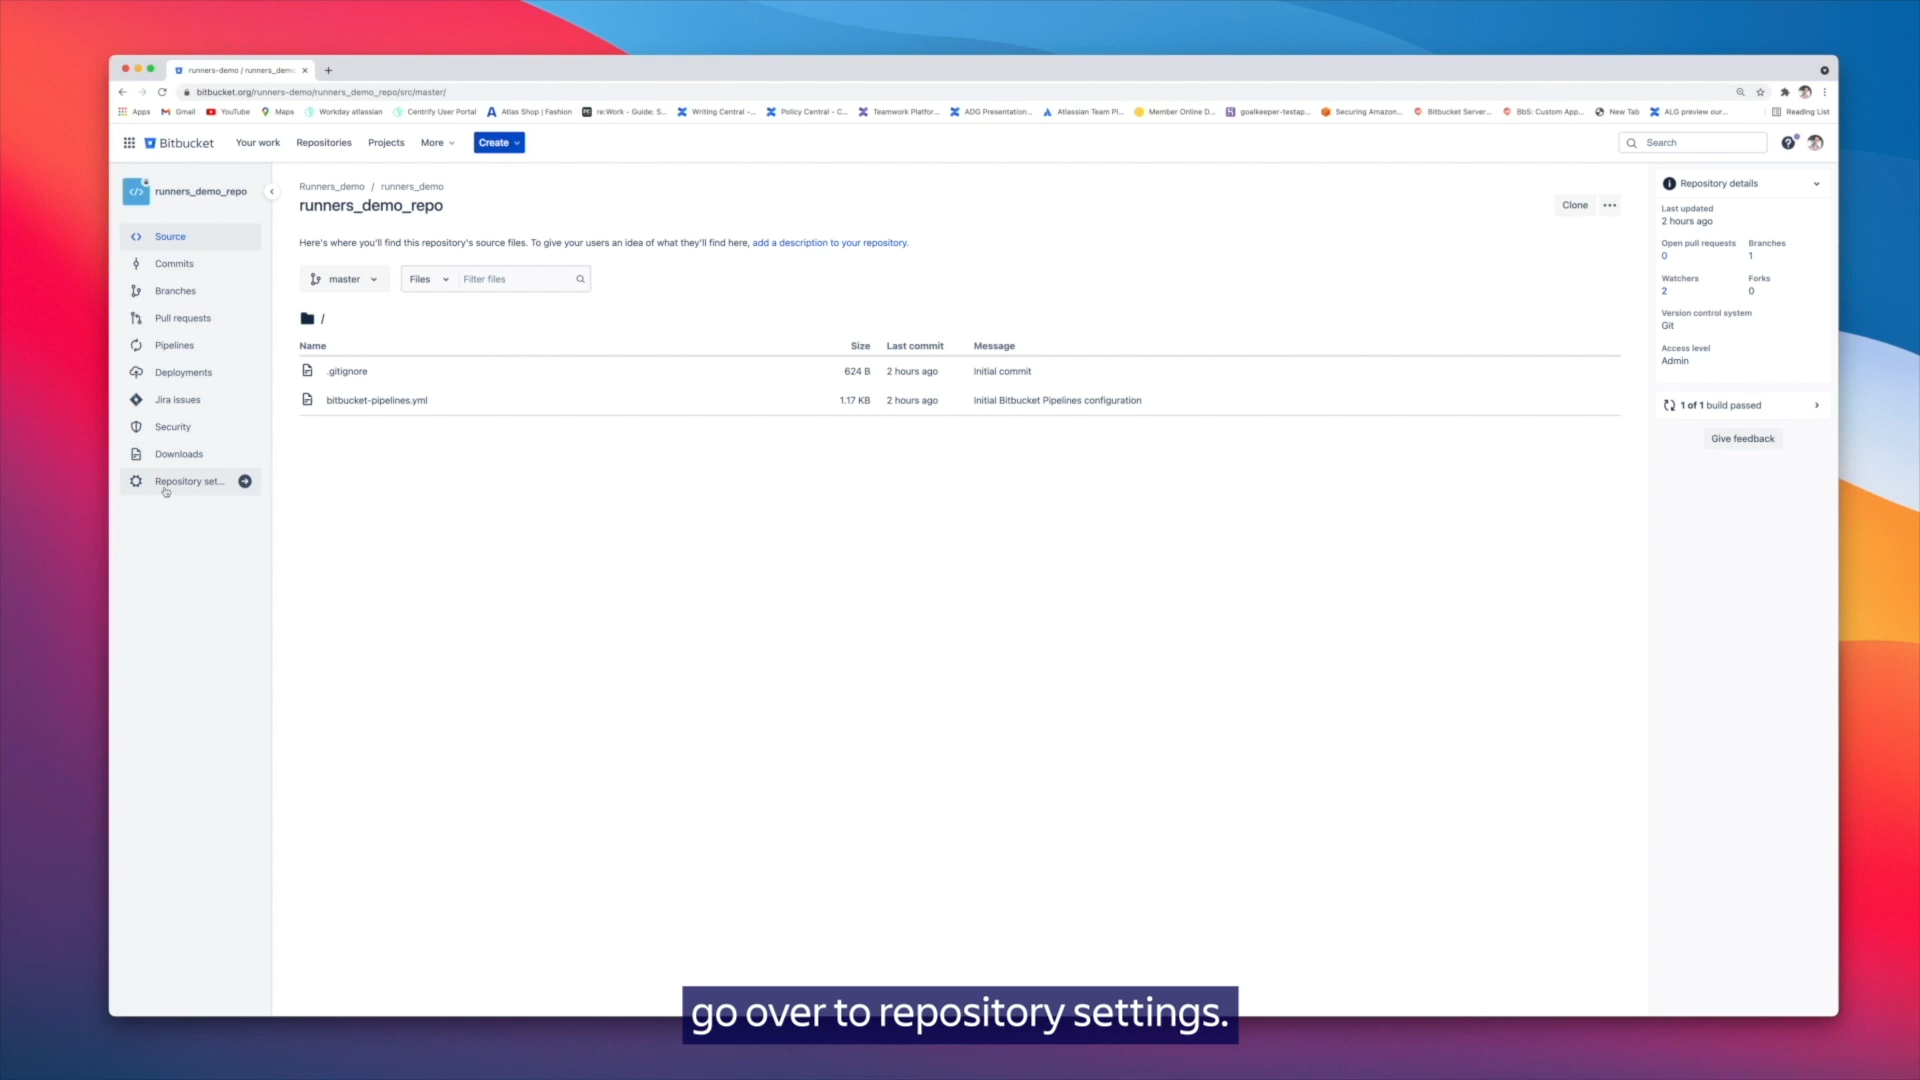 runners-demo / runners_demo
bitbucket.org/runners-demo/runners_demo_repo/src/master/
Apps Gmail YouTube Maps Workday atlassian Centrify User Portal Atlas Shop | Fashion re:Work - Guide: S... Writing Central -... Policy Central - C... Teamwork Platfor... ADG Presentation... Atlassian Team Pl... Member Online D... goalkeeper-testap... Securing Amazon... Bitbucket Server... BbS: Custom App... New Tab ALG preview our... Reading List
Bitbucket Your work Repositories Projects More Create Search
runners_demo_repo
Source
Commits
Branches
Pull requests
Pipelines
Deployments
Jira issues
Security
Downloads
Repository set...
Runners_demo / runners_demo
runners_demo_repo
Clone
Here's where you'll find this repository's source files. To give your users an idea of what they'll find here, add a description to your repository.
master Files Filter files
/
Name Size Last commit Message
.gitignore 624 B 2 hours ago Initial commit
bitbucket-pipelines.yml 1.17 KB 2 hours ago Initial Bitbucket Pipelines configuration
Repository details
Last updated
2 hours ago
Open pull requests Branches
0 1
Watchers Forks
2 0
Version control system
Git
Access level
Admin
1 of 1 build passed
Give feedback
go over to repository settings.